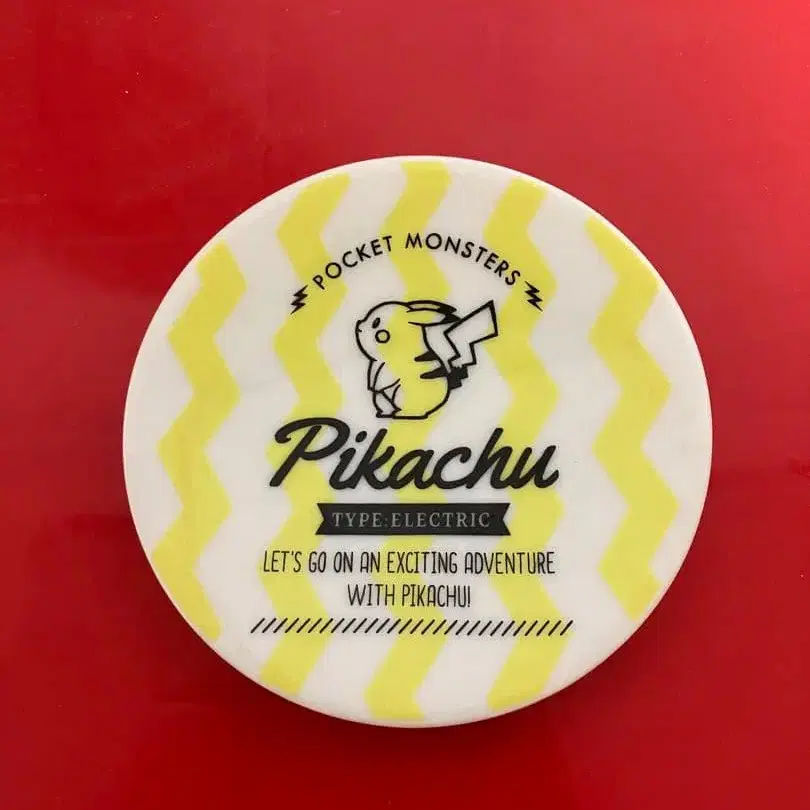 POCKET MONSTERS
Pikachu
TYPE:ELECTRIC
LET'S GO ON AN EXCITING ADVENTURE
WITH PIKACHU!